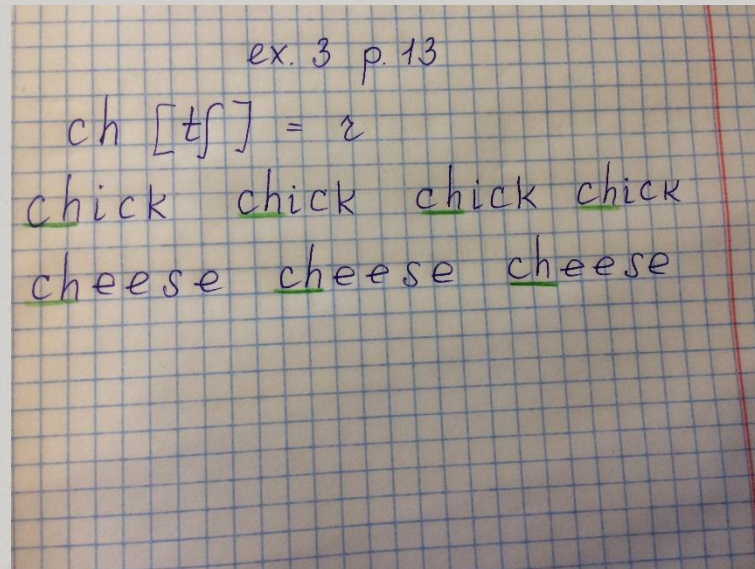 ex. 3 p. 13
ch [tʃ] = ч
chick chick chick chick
cheese cheese cheese